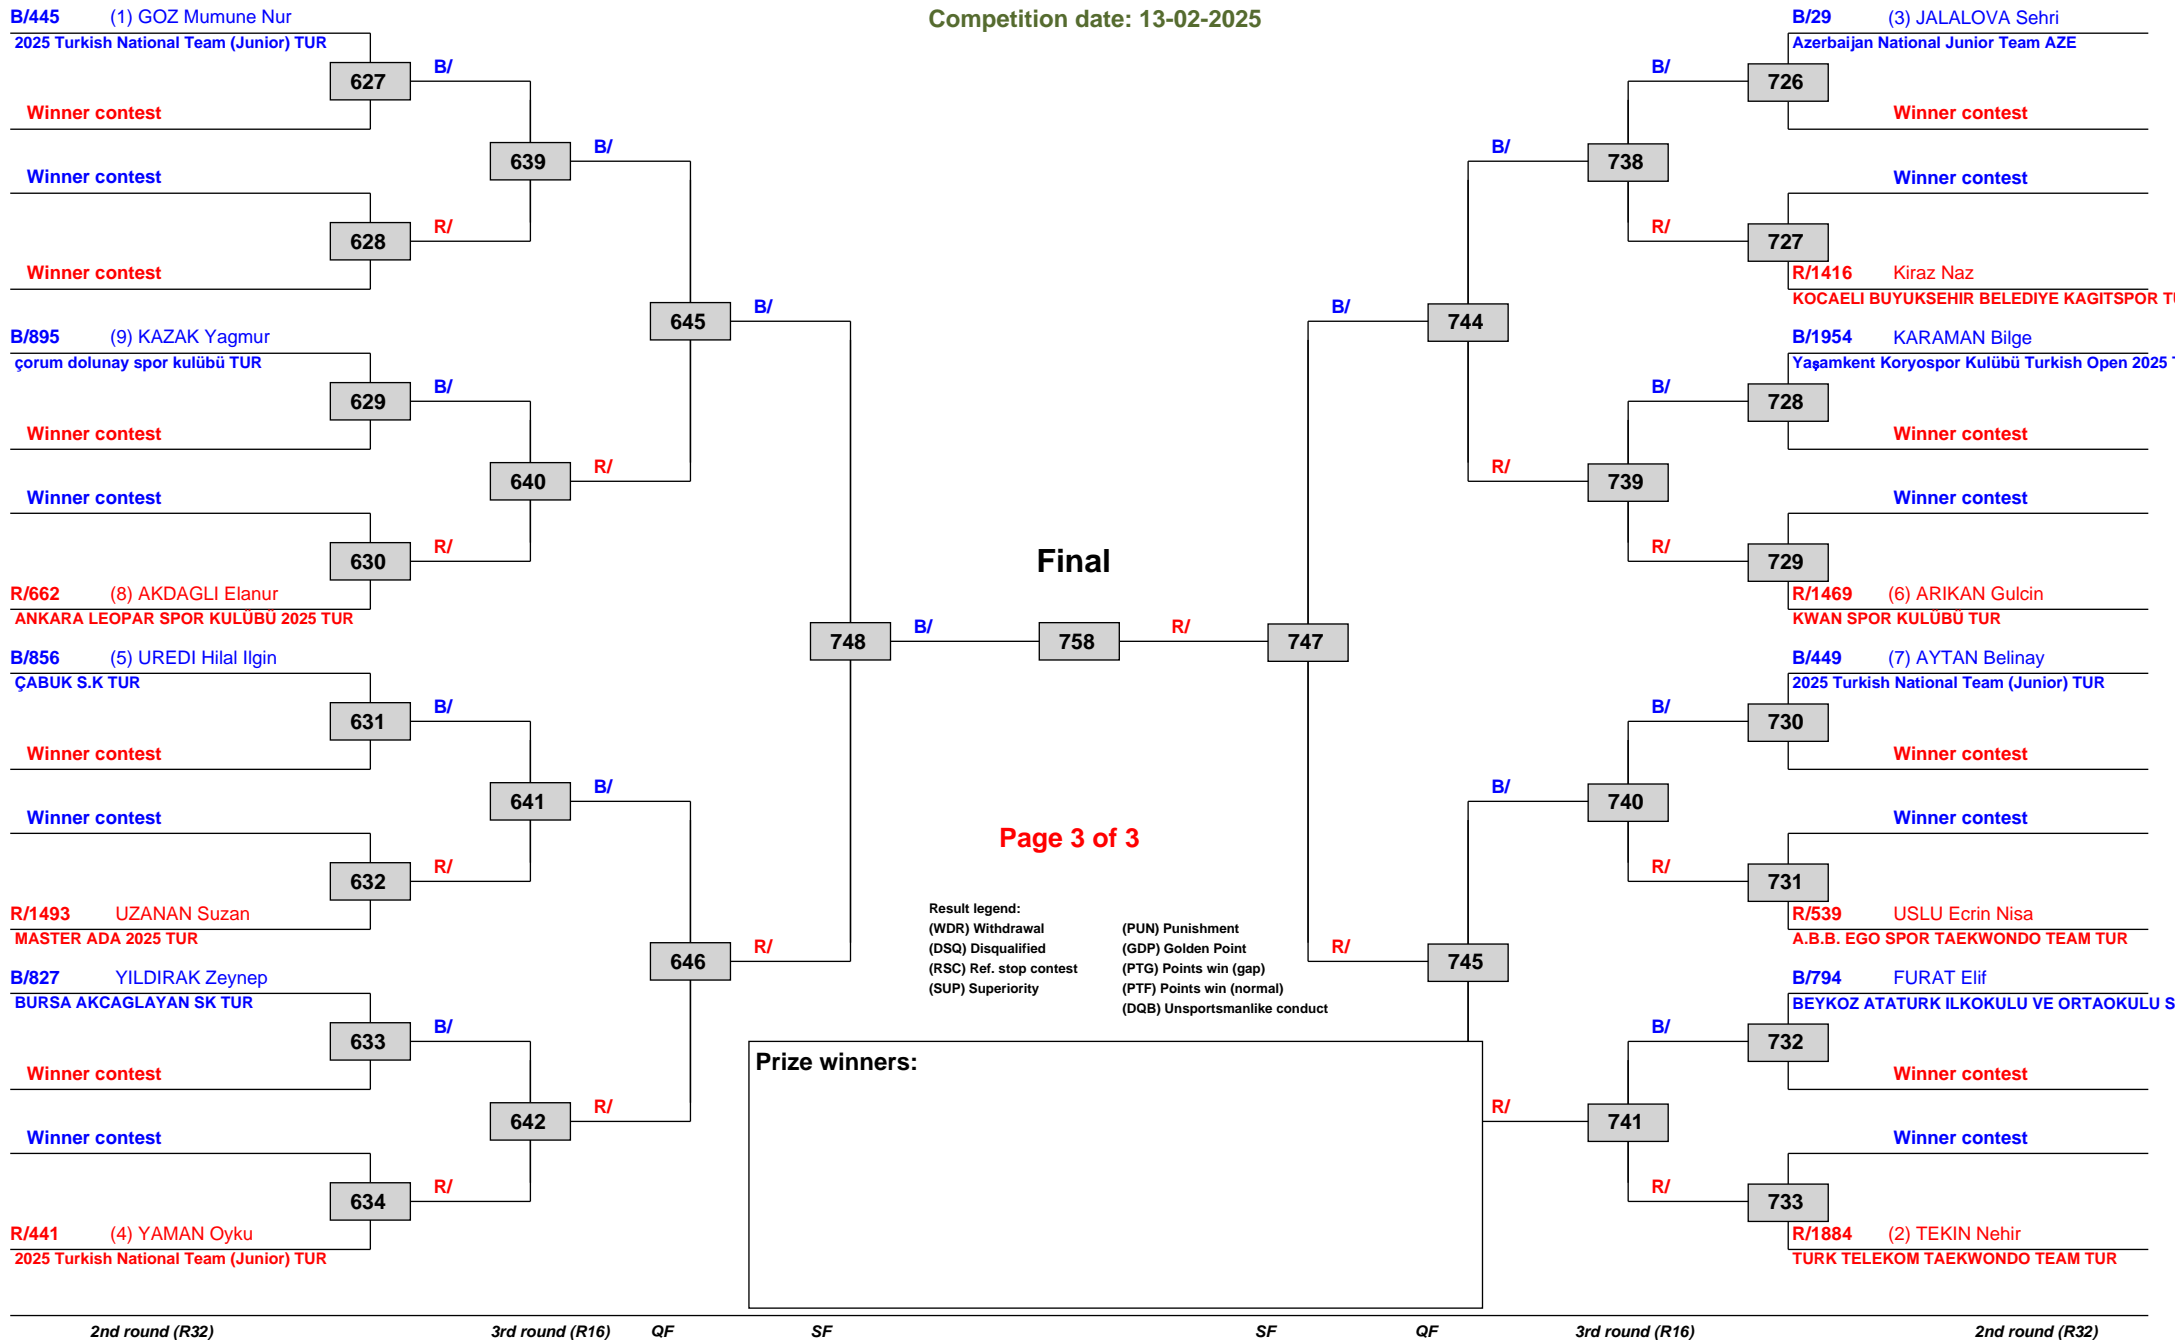 Competition date: 13-02-2025
B/445 (1) GOZ Mumune Nur
2025 Turkish National Team (Junior) TUR
627
B/
Winner contest
639
B/
Winner contest
628
R/
Winner contest
645
B/
B/895 (9) KAZAK Yagmur
çorum dolunay spor kulübü TUR
629
B/
Winner contest
640
R/
Winner contest
630
R/
R/662 (8) AKDAGLI Elanur
ANKARA LEOPAR SPOR KULÜBÜ 2025 TUR
748
B/
B/856 (5) UREDI Hilal Ilgin
ÇABUK S.K TUR
631
B/
Winner contest
641
B/
Winner contest
632
R/
R/1493 UZANAN Suzan
MASTER ADA 2025 TUR
646
R/
B/827 YILDIRAK Zeynep
BURSA AKCAGLAYAN SK TUR
633
B/
Winner contest
642
R/
Winner contest
634
R/
R/441 (4) YAMAN Oyku
2025 Turkish National Team (Junior) TUR
Final
758
R/
Page 3 of 3
Result legend:
(WDR) Withdrawal
(DSQ) Disqualified
(RSC) Ref. stop contest
(SUP) Superiority
(PUN) Punishment
(GDP) Golden Point
(PTG) Points win (gap)
(PTF) Points win (normal)
(DQB) Unsportsmanlike conduct
Prize winners:
B/29 (3) JALALOVA Sehri
Azerbaijan National Junior Team AZE
B/
726
Winner contest
B/
738
Winner contest
R/
727
R/1416 Kiraz Naz
KOCAELI BUYUKSEHIR BELEDIYE KAGITSPOR TU
B/
744
B/1954 KARAMAN Bilge
Yaşamkent Koryospor Kulübü Turkish Open 2025 T
B/
728
Winner contest
R/
739
Winner contest
R/
729
R/1469 (6) ARIKAN Gulcin
KWAN SPOR KULÜBÜ TUR
747
B/449 (7) AYTAN Belinay
2025 Turkish National Team (Junior) TUR
B/
730
Winner contest
B/
740
Winner contest
R/
731
R/539 USLU Ecrin Nisa
A.B.B. EGO SPOR TAEKWONDO TEAM TUR
R/
745
B/794 FURAT Elif
BEYKOZ ATATURK ILKOKULU VE ORTAOKULU S
B/
732
Winner contest
R/
741
Winner contest
R/
733
R/1884 (2) TEKIN Nehir
TURK TELEKOM TAEKWONDO TEAM TUR
2nd round (R32) 3rd round (R16) QF SF SF QF 3rd round (R16) 2nd round (R32)